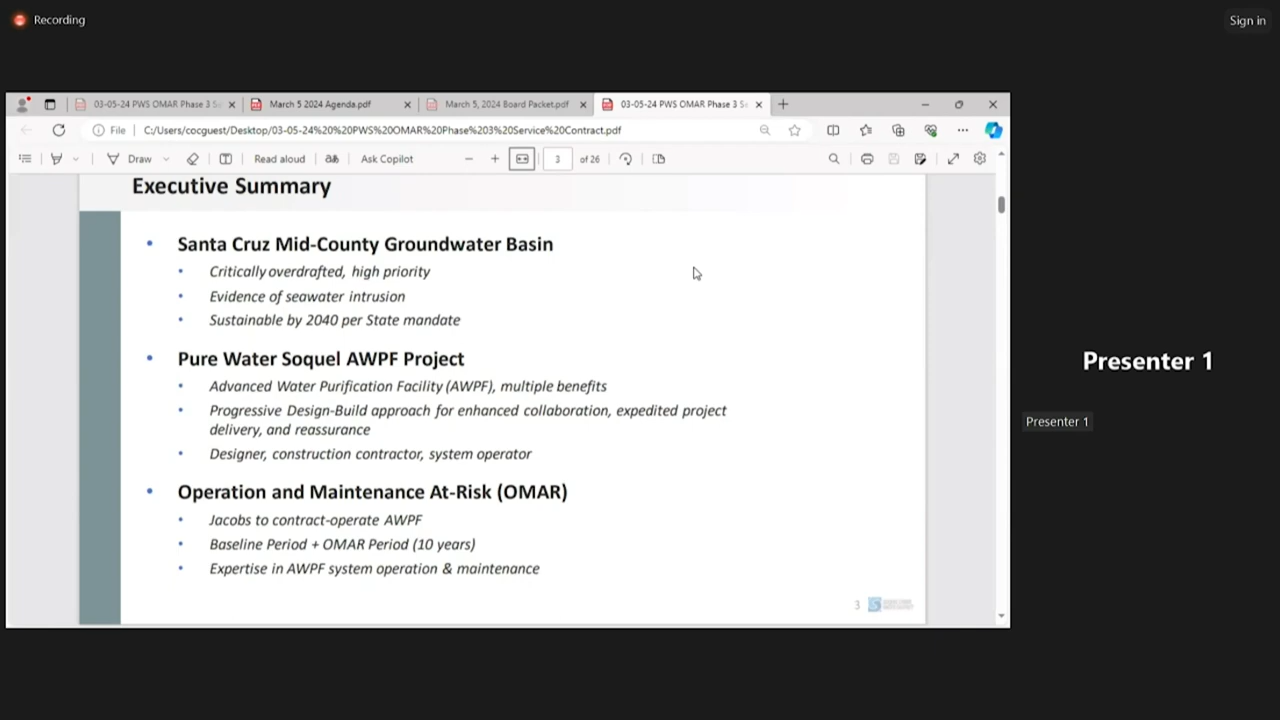 Recording
Sign in
03-05-24 PWS OMAR Phase 3 Se
March 5 2024 Agenda.pdf
March 5, 2024 Board Packet.pdf
03-05-24 PWS OMAR Phase 3 Se
File
C:/Users/cocguest/Desktop/03-05-24%20%20PWS%20OMAR%20Phase%203%20Service%20Contract.pdf
Draw
Read aloud
Ask Copilot
3
of 26
Executive Summary
• Santa Cruz Mid-County Groundwater Basin
• Critically overdrafted, high priority
• Evidence of seawater intrusion
• Sustainable by 2040 per State mandate
• Pure Water Soquel AWPF Project
• Advanced Water Purification Facility (AWPF), multiple benefits
• Progressive Design-Build approach for enhanced collaboration, expedited project
delivery, and reassurance
• Designer, construction contractor, system operator
• Operation and Maintenance At-Risk (OMAR)
• Jacobs to contract-operate AWPF
• Baseline Period + OMAR Period (10 years)
• Expertise in AWPF system operation & maintenance
3
Presenter 1
Presenter 1